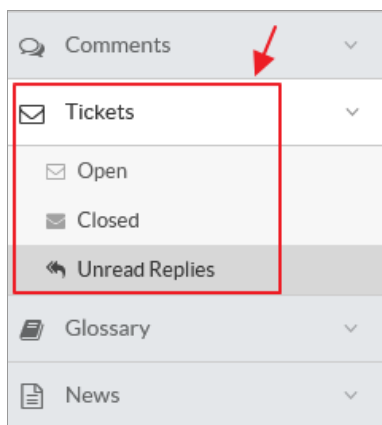 Comments
Tickets
Open
Closed
Unread Replies
Glossary
News